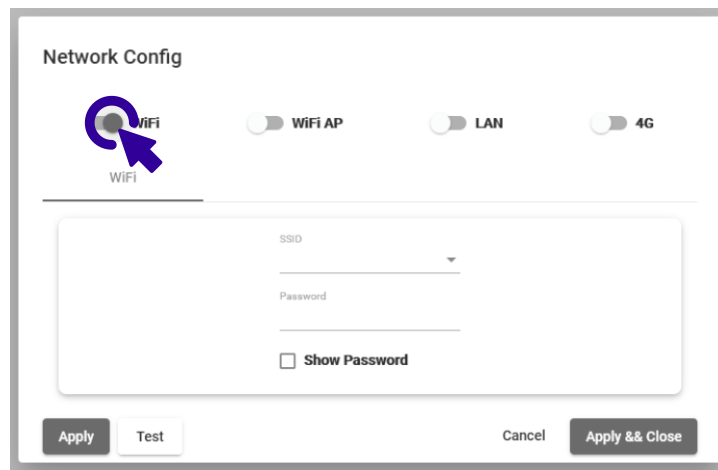 Network Config
WiFi WiFi AP LAN 4G
WiFi
SSID
Password
Show Password
Apply Test Cancel Apply && Close